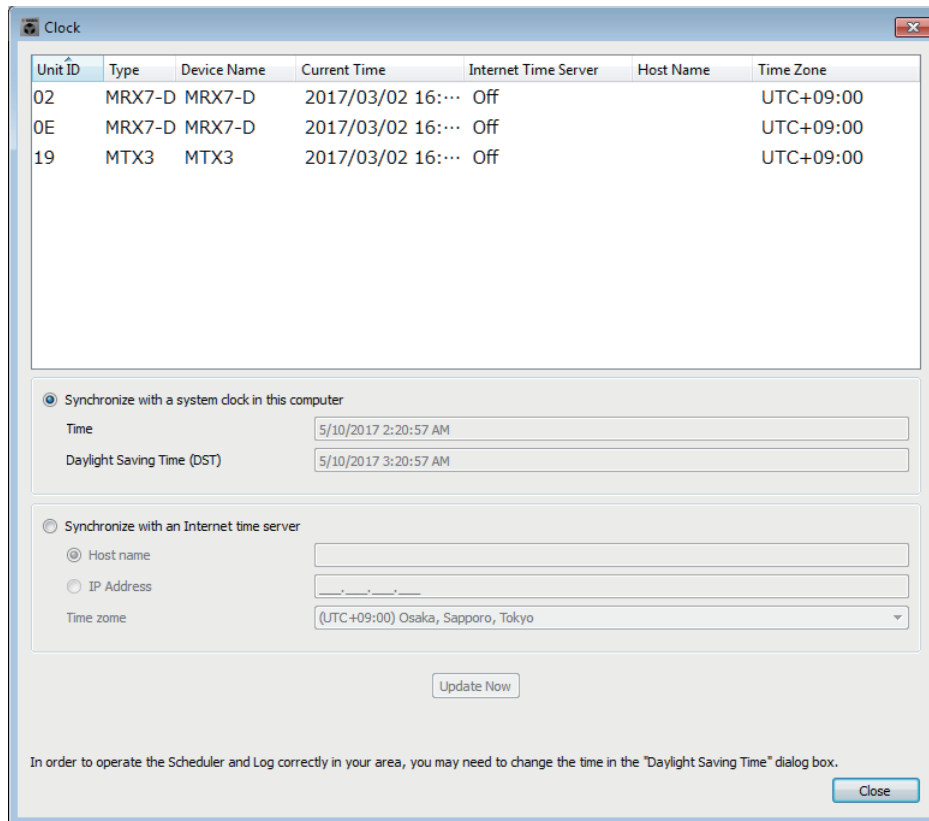 Clock
Unit ID Type Device Name Current Time Internet Time Server Host Name Time Zone
02 MRX7-D MRX7-D 2017/03/02 16:··· Off UTC+09:00
0E MRX7-D MRX7-D 2017/03/02 16:··· Off UTC+09:00
19 MTX3 MTX3 2017/03/02 16:··· Off UTC+09:00
Synchronize with a system clock in this computer
Time 5/10/2017 2:20:57 AM
Daylight Saving Time (DST) 5/10/2017 3:20:57 AM
Synchronize with an Internet time server
Host name
IP Address ___.___.___.___
Time zome (UTC+09:00) Osaka, Sapporo, Tokyo
Update Now
In order to operate the Scheduler and Log correctly in your area, you may need to change the time in the "Daylight Saving Time" dialog box.
Close